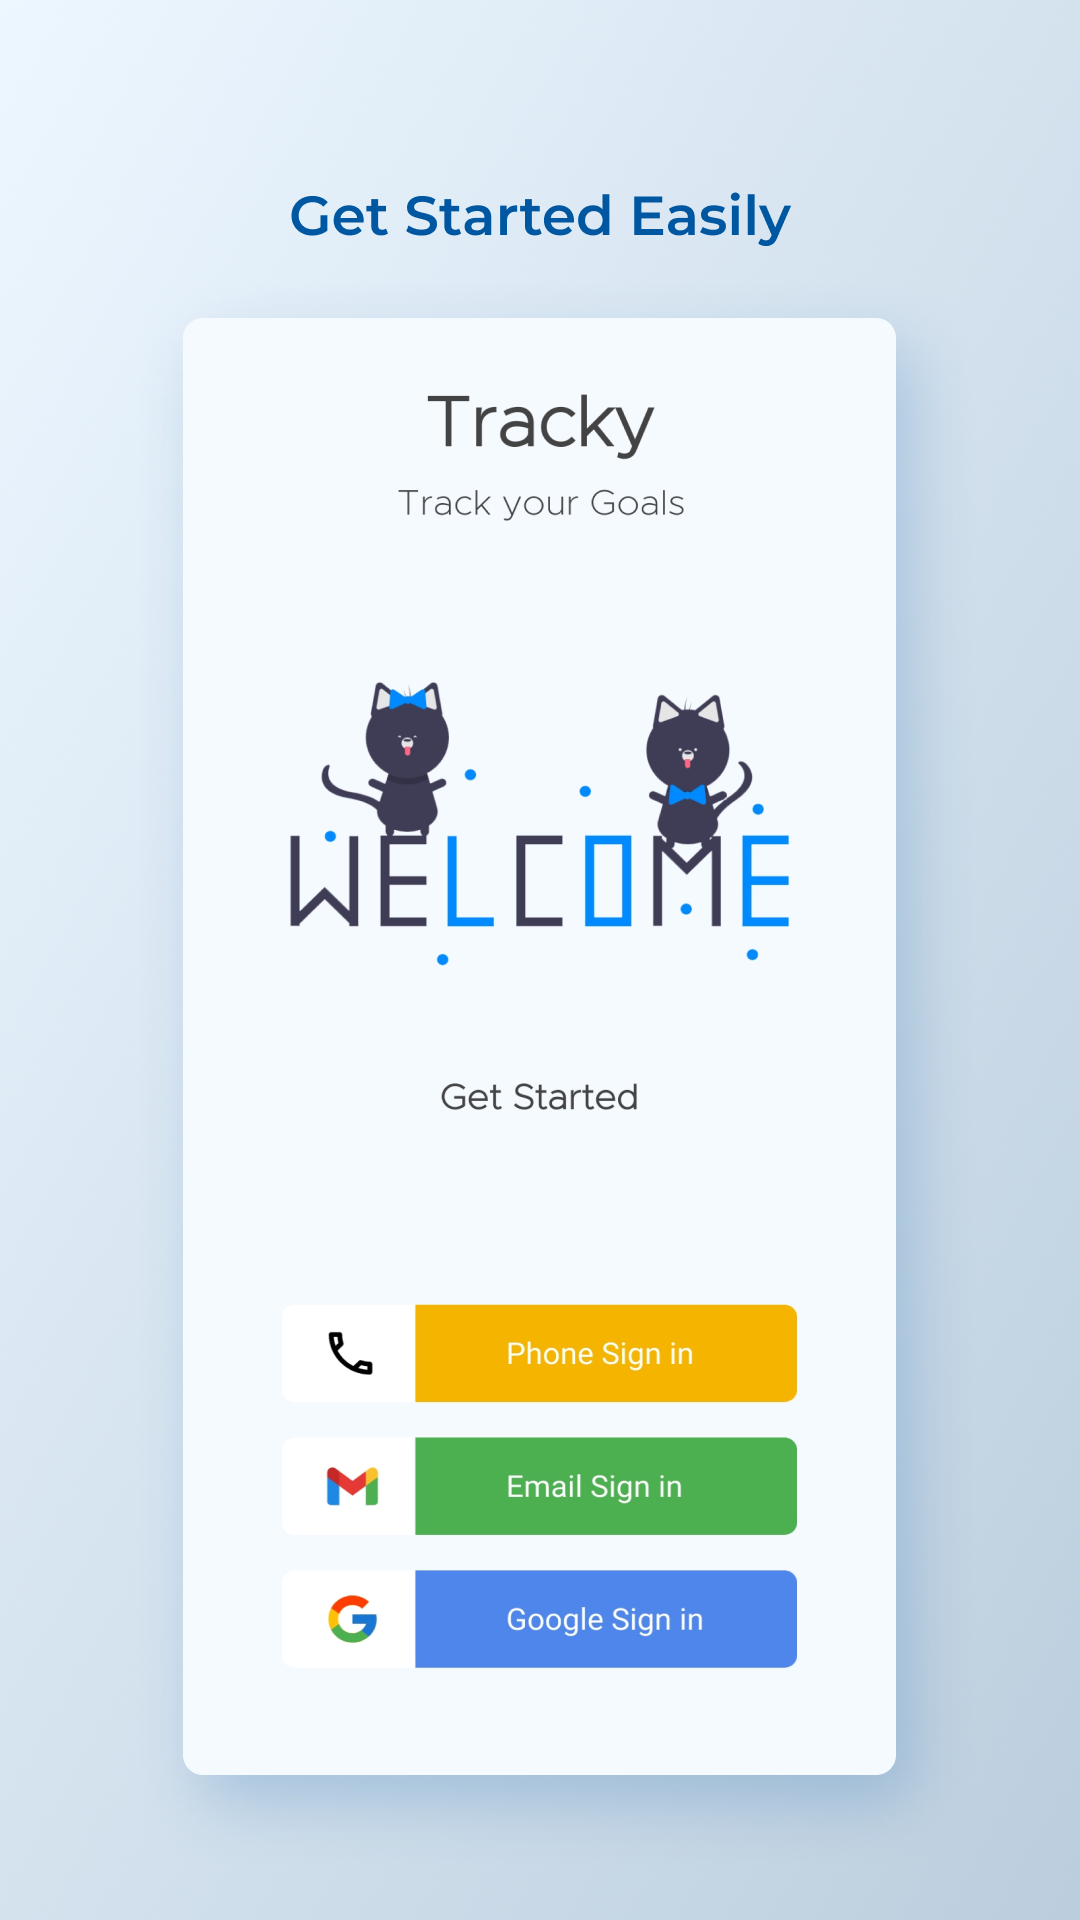 Get Started Easily
Tracky
Track your Goals
WELCOME
Get Started
Phone Sign in
Email Sign in
Google Sign in